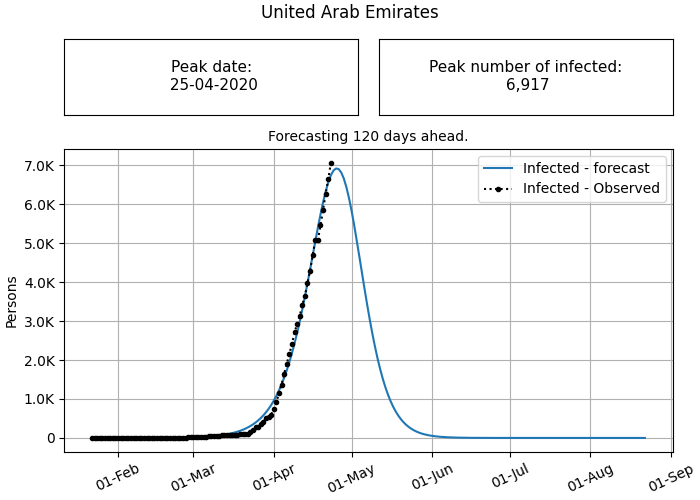 United Arab Emirates
Peak date:
25-04-2020
Peak number of infected:
6,917
Forecasting 120 days ahead.
Infected - forecast
Infected - Observed
7.0K
6.0K
5.0K
4.0K
3.0K
2.0K
1.0K
0
Persons
01-Feb
01-Mar
01-Apr
01-May
01-Jun
01-Jul
01-Aug
01-Sep